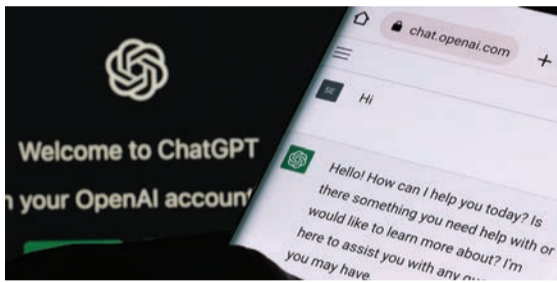 Welcome to ChatGPT
your OpenAI account
chat.openai.com
+
SE
Hi
Hello! How can I help you today? Is
there something you need help with or
would like to learn more about? I'm
here to assist you with any
you may have.